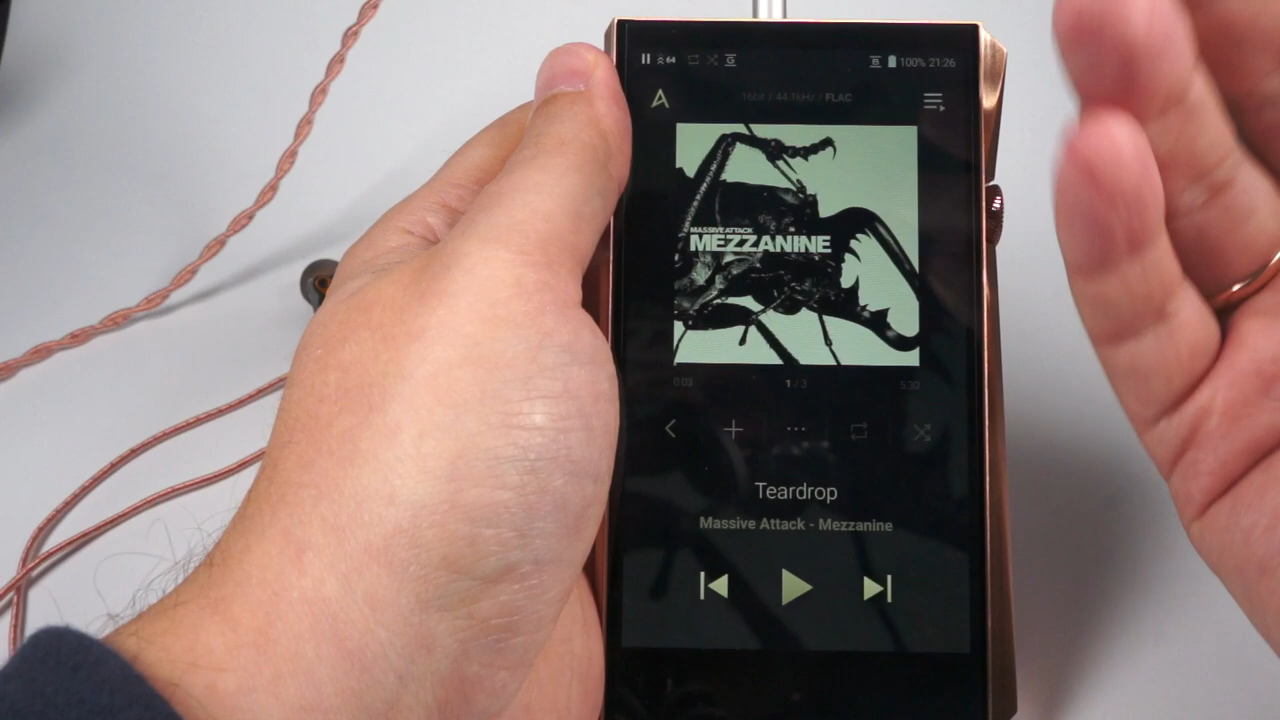 64
G
B
100% 21:26
16bit / 44.1kHz / FLAC
MASSIVE ATTACK
MEZZANINE
0:03
1 / 3
5:30
Teardrop
Massive Attack - Mezzanine